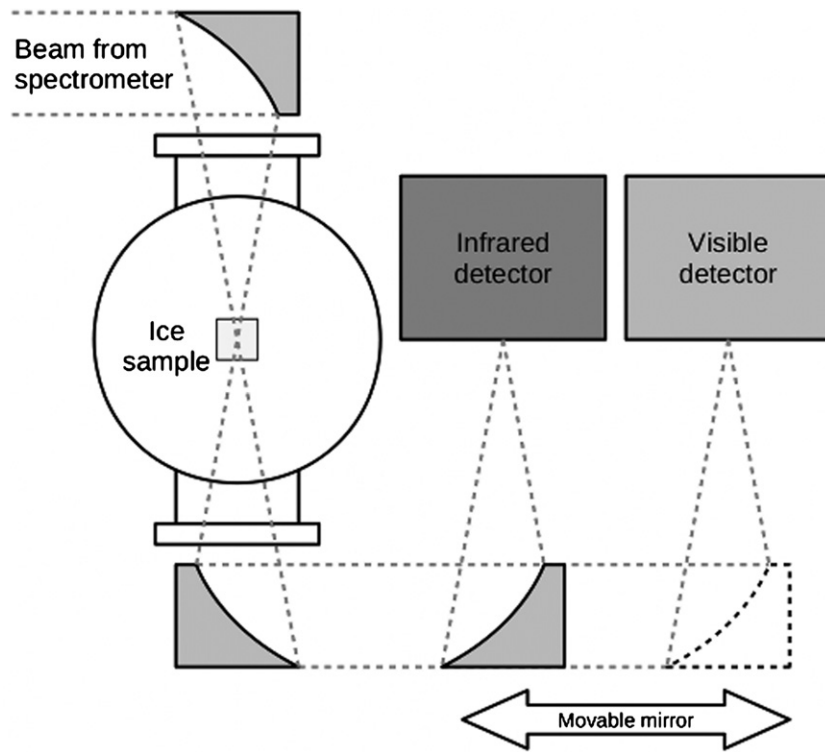 Beam from
spectrometer
Infrared
detector
Visible
detector
Ice
sample
Movable mirror